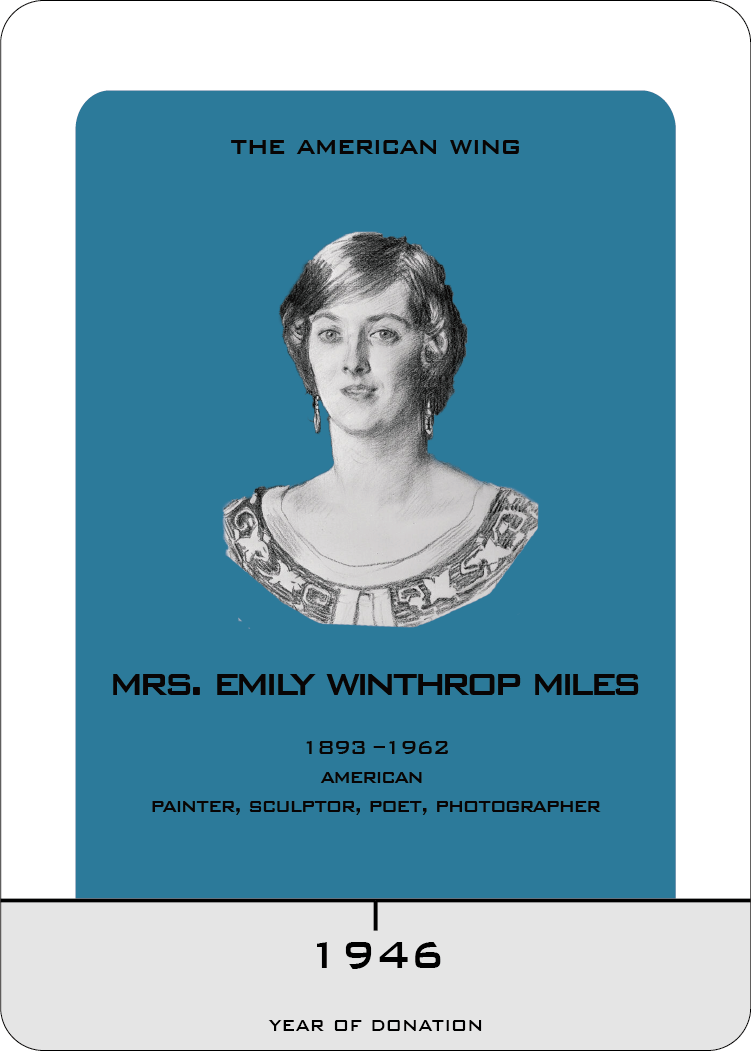 THE AMERICAN WING
MRS. EMILY WINTHROP MILES
1893 –1962
AMERICAN
PAINTER, SCULPTOR, POET, PHOTOGRAPHER
1946
YEAR OF DONATION